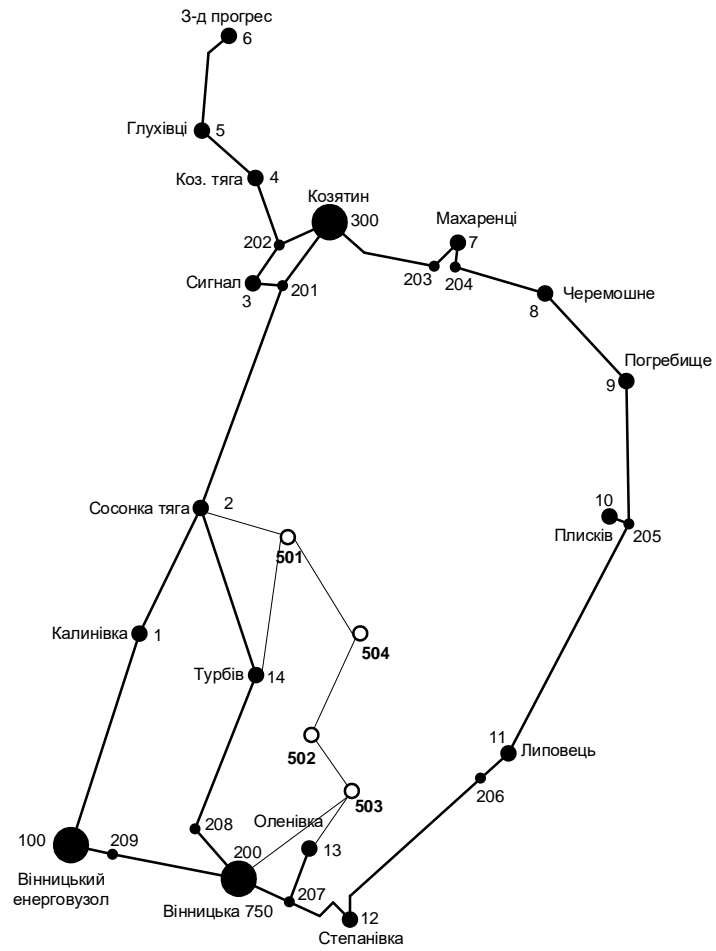 З-д прогрес
6
Глухівці
5
Коз. тяга
4
Козятин
300
Махаренці
7
202
203
204
Сигнал
3
201
Черемошне
8
Погребище
9
Сосонка тяга
2
10
Плисків
205
501
Калинівка
1
504
Турбів
14
502
11
Липовець
206
503
Оленівка
208
13
100
209
200
Вінницький
енерговузол
Вінницька 750
207
12
Степанівка